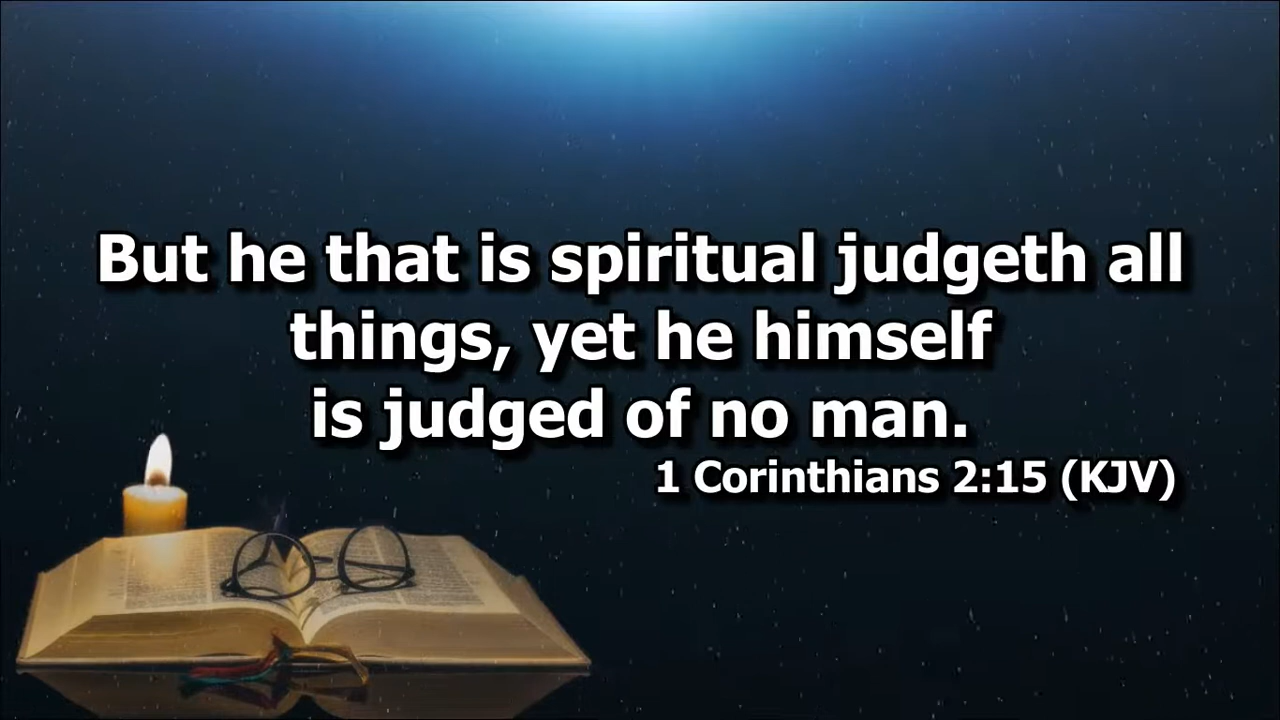 But he that is spiritual judgeth all
things, yet he himself
is judged of no man.
1 Corinthians 2:15 (KJV)